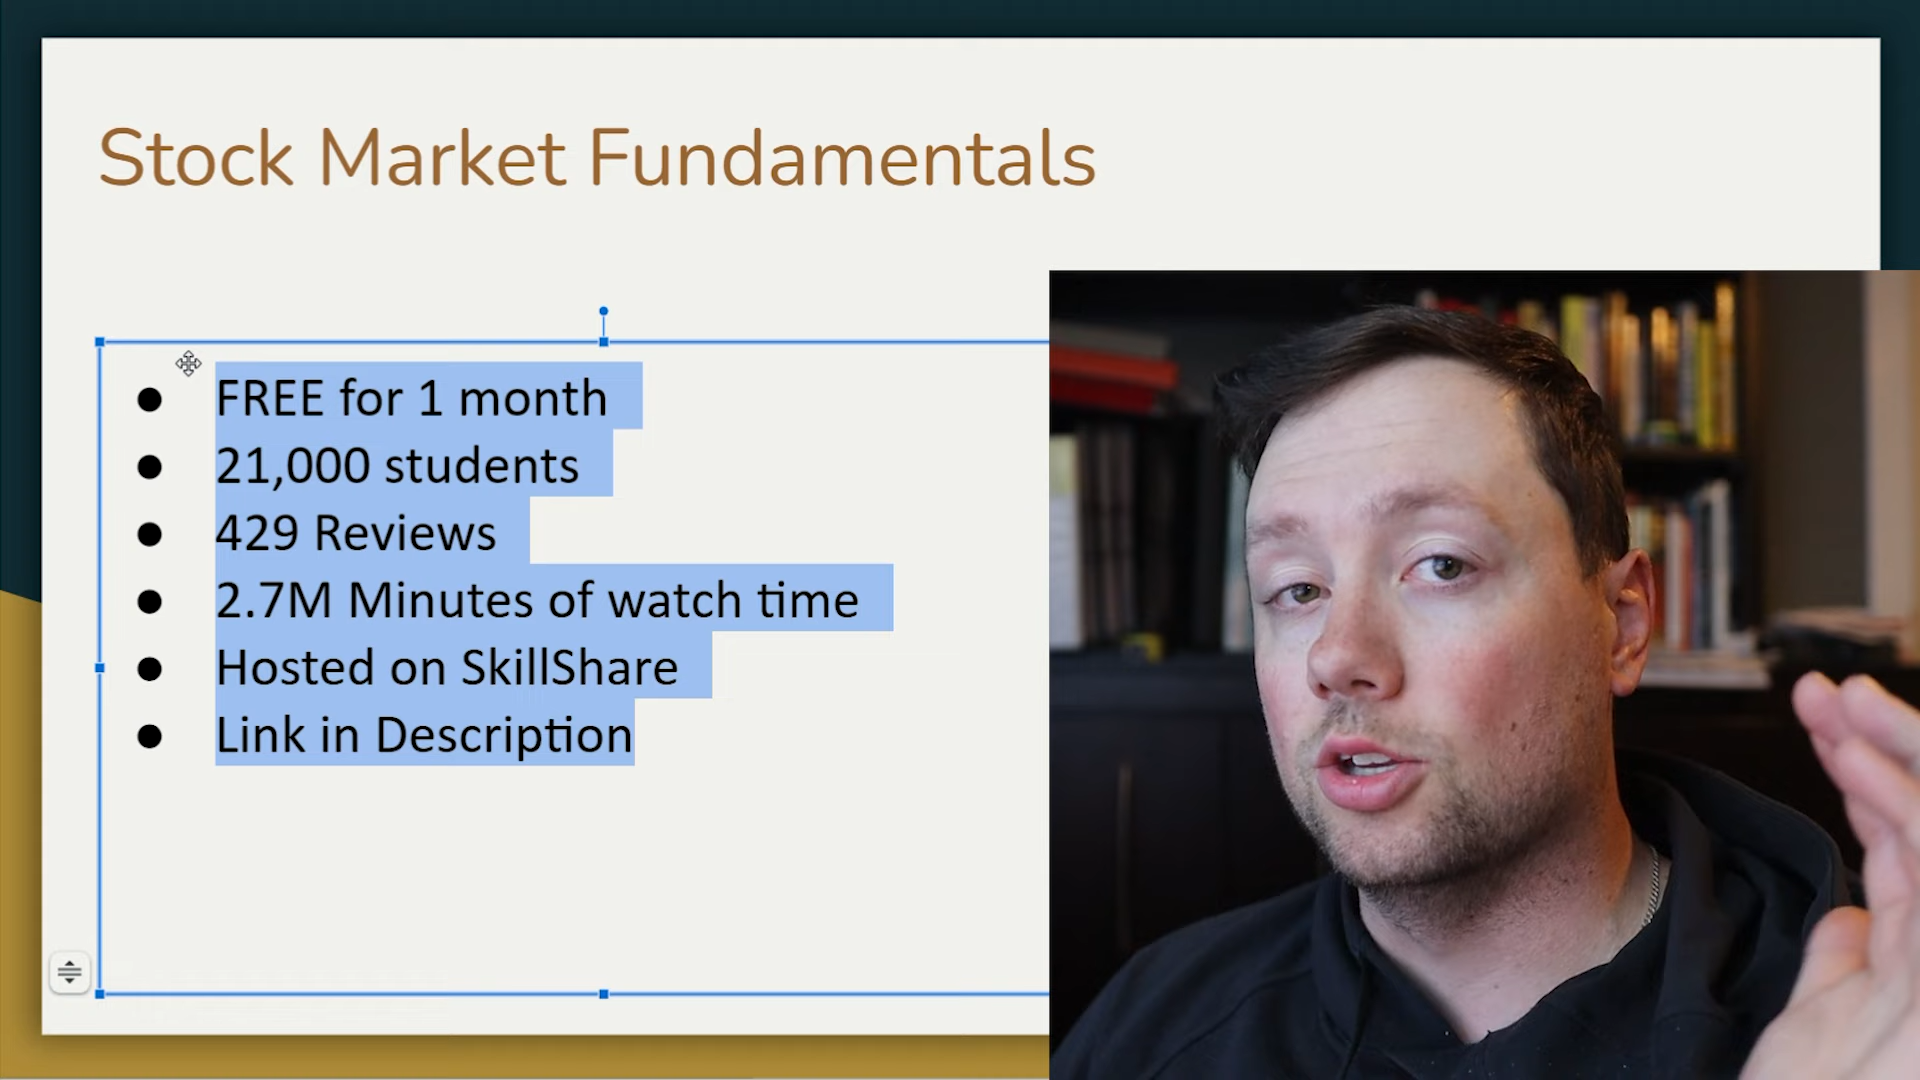 Stock Market Fundamentals
FREE for 1 month
21,000 students
429 Reviews
2.7M Minutes of watch time
Hosted on SkillShare
Link in Description